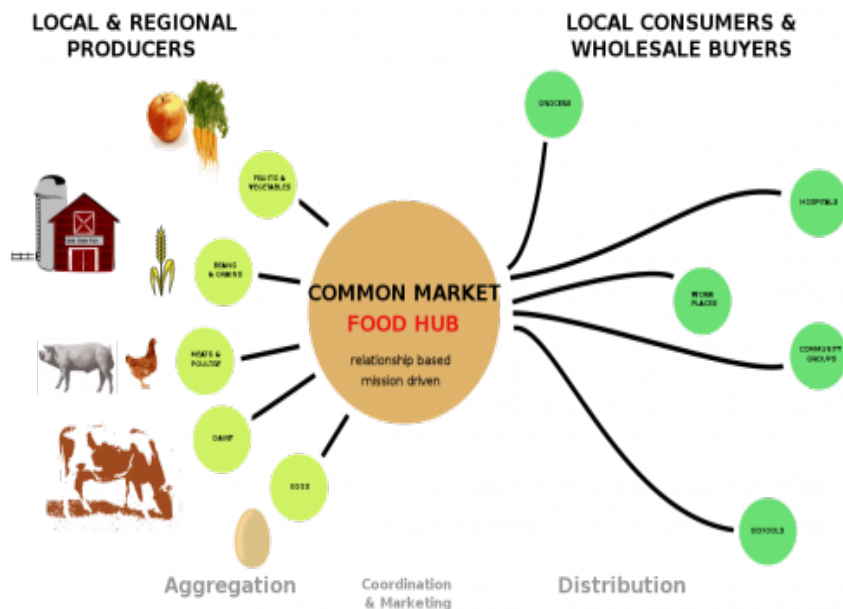 LOCAL & REGIONAL
PRODUCERS
LOCAL CONSUMERS &
WHOLESALE BUYERS
GROCERS
FRUITS &
VEGETABLES
HOSPITALS
BEANS
& GRAINS
WORK
PLACES
COMMON MARKET
FOOD HUB
relationship based
mission driven
MEATS &
POULTRY
COMMUNITY
GROUPS
DAIRY
EGGS
SCHOOLS
Aggregation
Coordination
& Marketing
Distribution